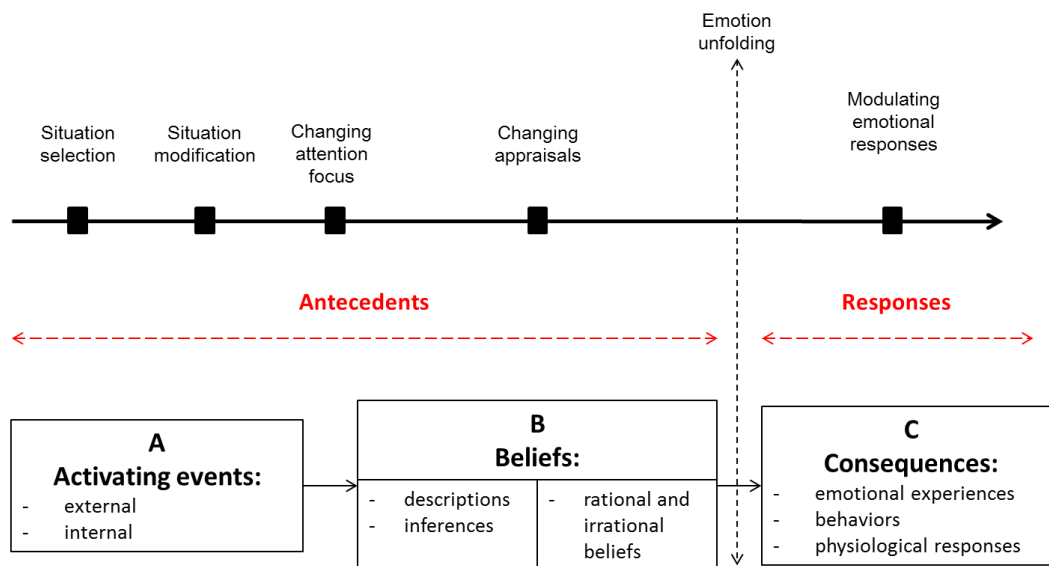 Emotion
unfolding
Situation
selection
Situation
modification
Changing
attention
focus
Changing
appraisals
Modulating
emotional
responses
Antecedents
Responses
A
Activating events:
- external
- internal
B
Beliefs:
- descriptions
- inferences
- rational and
irrational
beliefs
C
Consequences:
- emotional experiences
- behaviors
- physiological responses